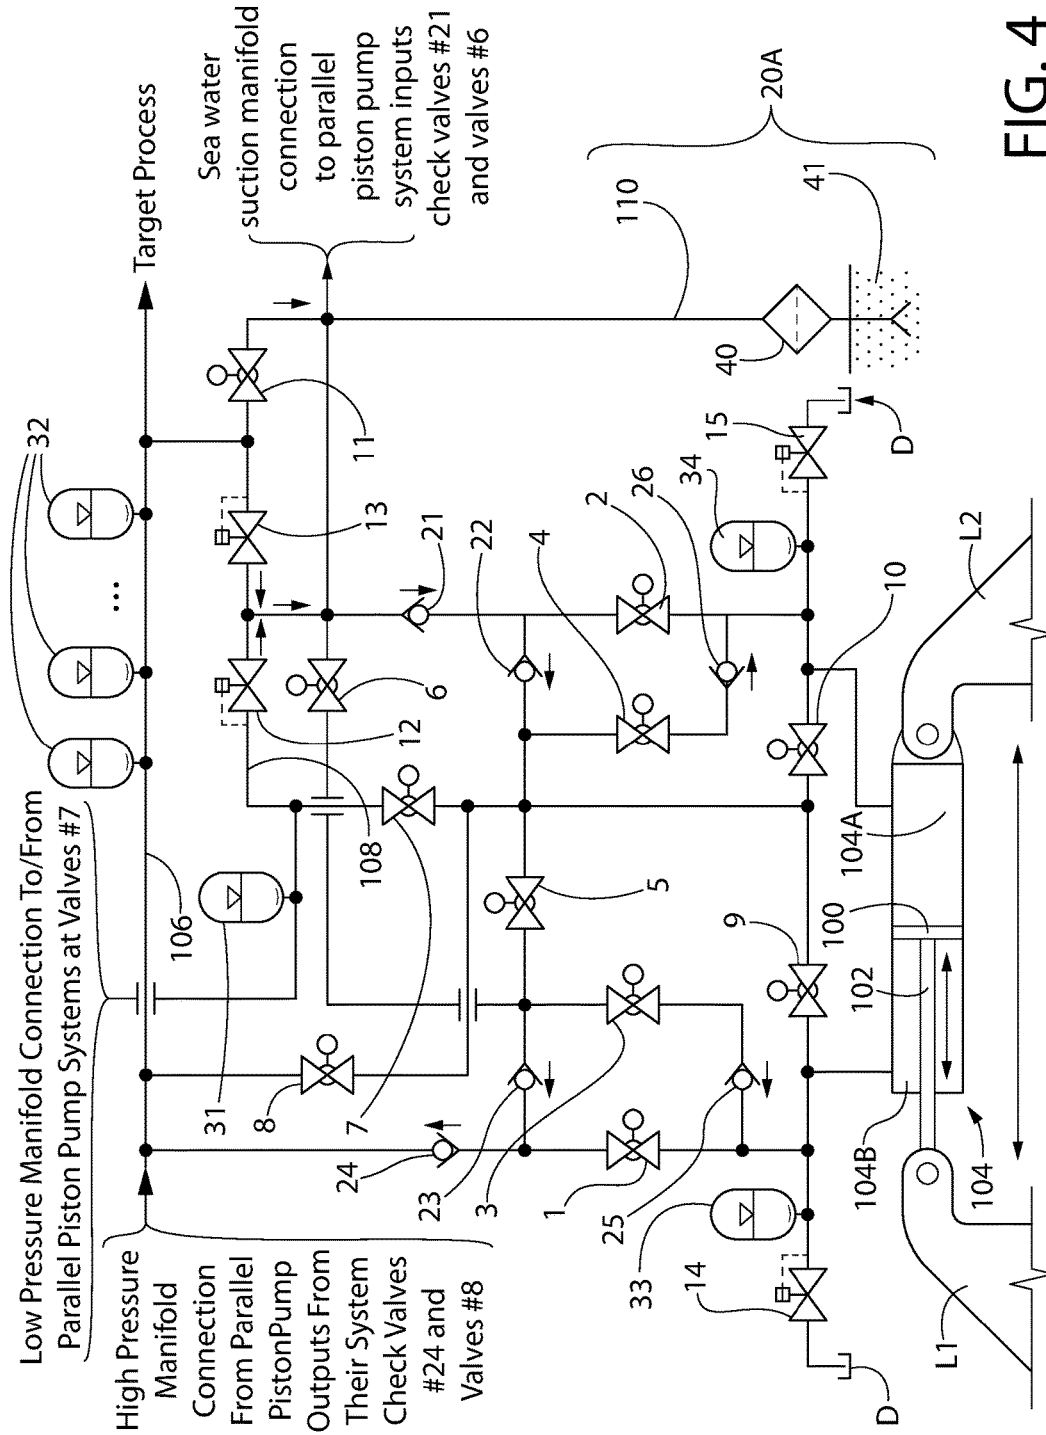 Low Pressure Manifold Connection To/From
Parallel Piston Pump Systems at Valves #7
High Pressure
Manifold
Connection
From Parallel
PistonPump
Outputs From
Their System
Check Valves
#24 and
Valves #8
Target Process
Sea water
suction manifold
connection
to parallel
piston pump
system inputs
check valves #21
and valves #6
32
...
106
31
8
7
108
12
6
13
11
21
22
4
2
26
34
15
D
110
40
41
20A
24
23
3
1
25
33
14
D
5
9
10
100
102
104A
104B
104
L1
L2
FIG. 4